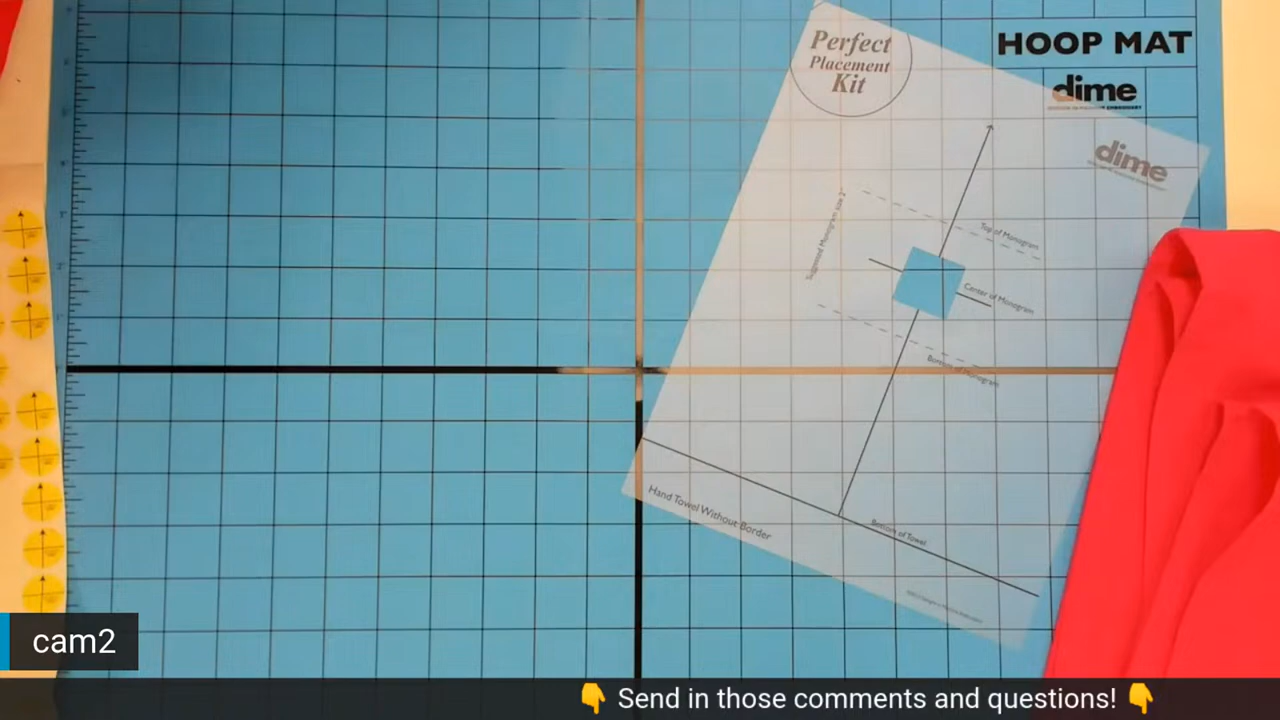 Perfect
Placement
Kit
HOOP MAT
dime
dime
Suggested Monogram size 2"
Top of Monogram
Center of Monogram
Bottom of Monogram
Hand Towel Without Border
Bottom of Towel
cam2
👇 Send in those comments and questions! 👇